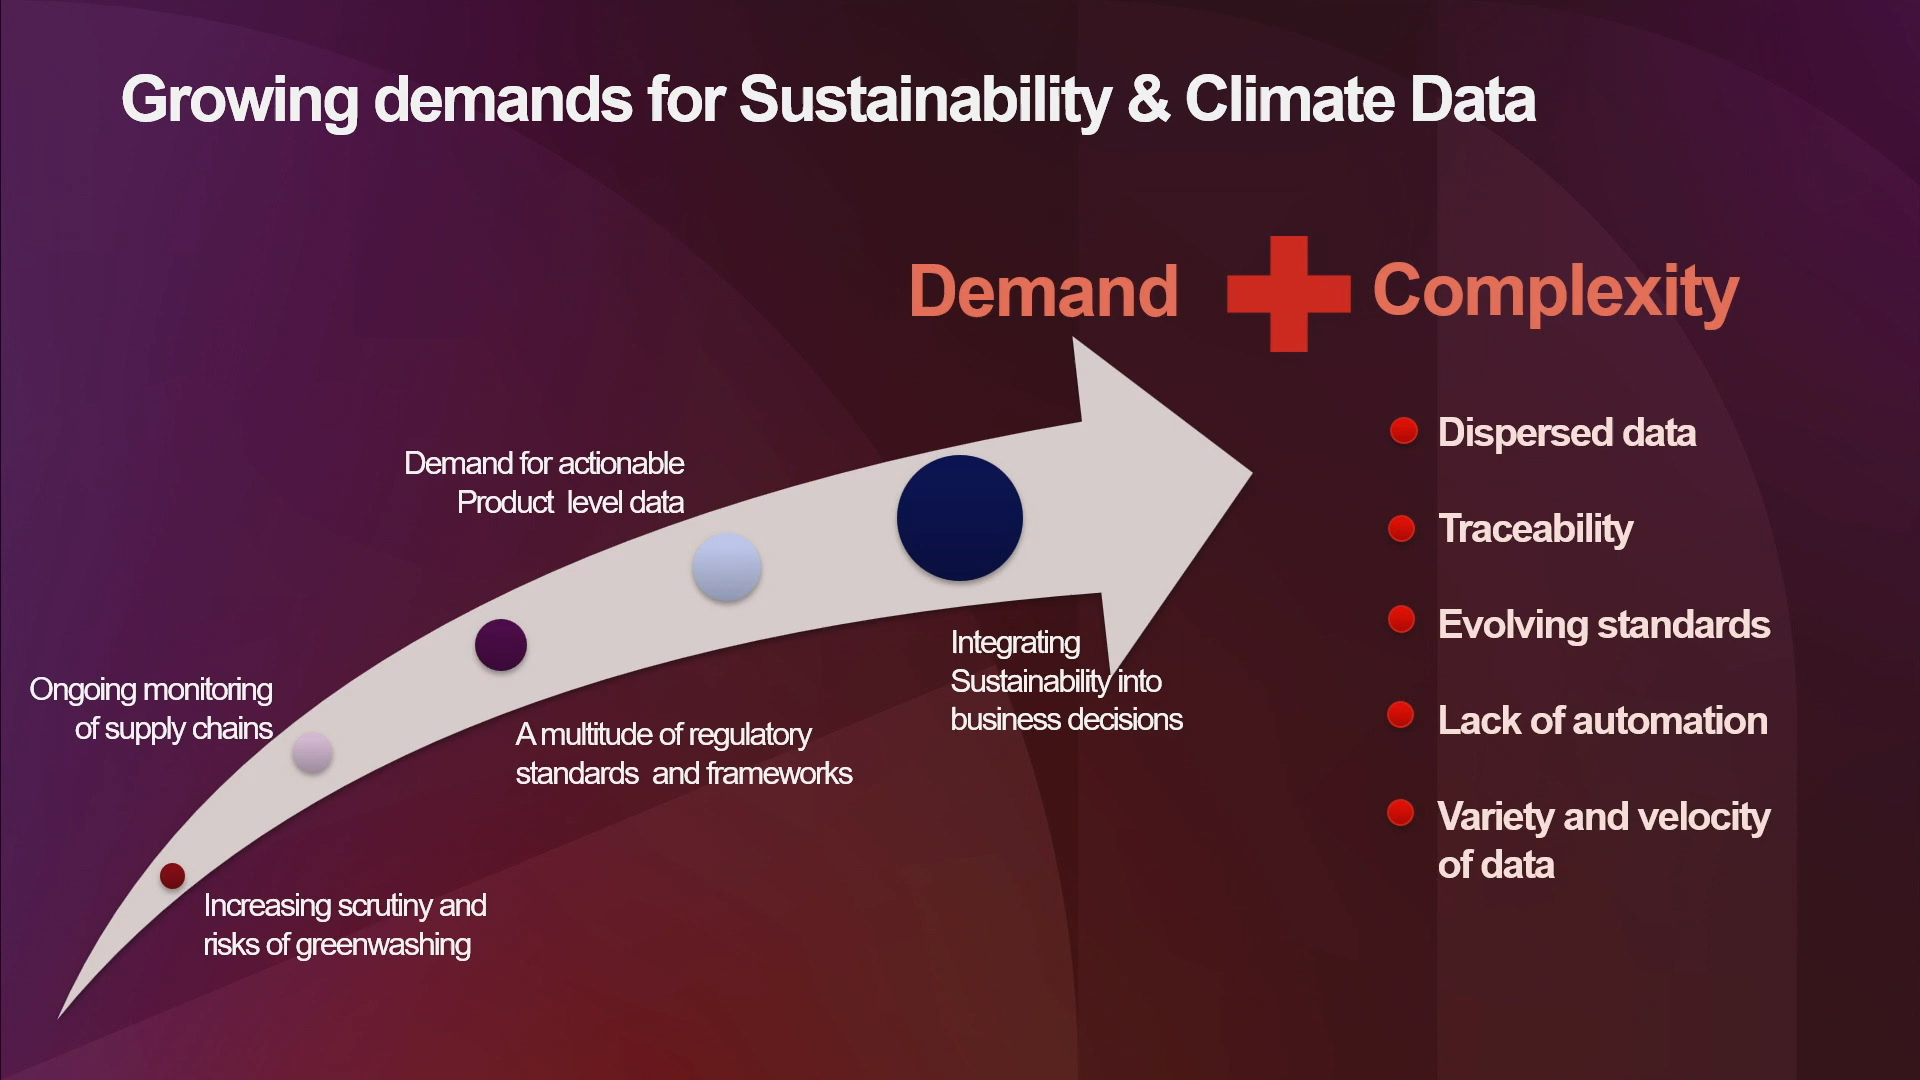 Growing demands for Sustainability & Climate Data
Demand
Complexity
Demand for actionable
Product level data
Ongoing monitoring
of supply chains
Increasing scrutiny and
risks of greenwashing
A multitude of regulatory
standards and frameworks
Integrating
Sustainability into
business decisions
Dispersed data
Traceability
Evolving standards
Lack of automation
Variety and velocity
of data